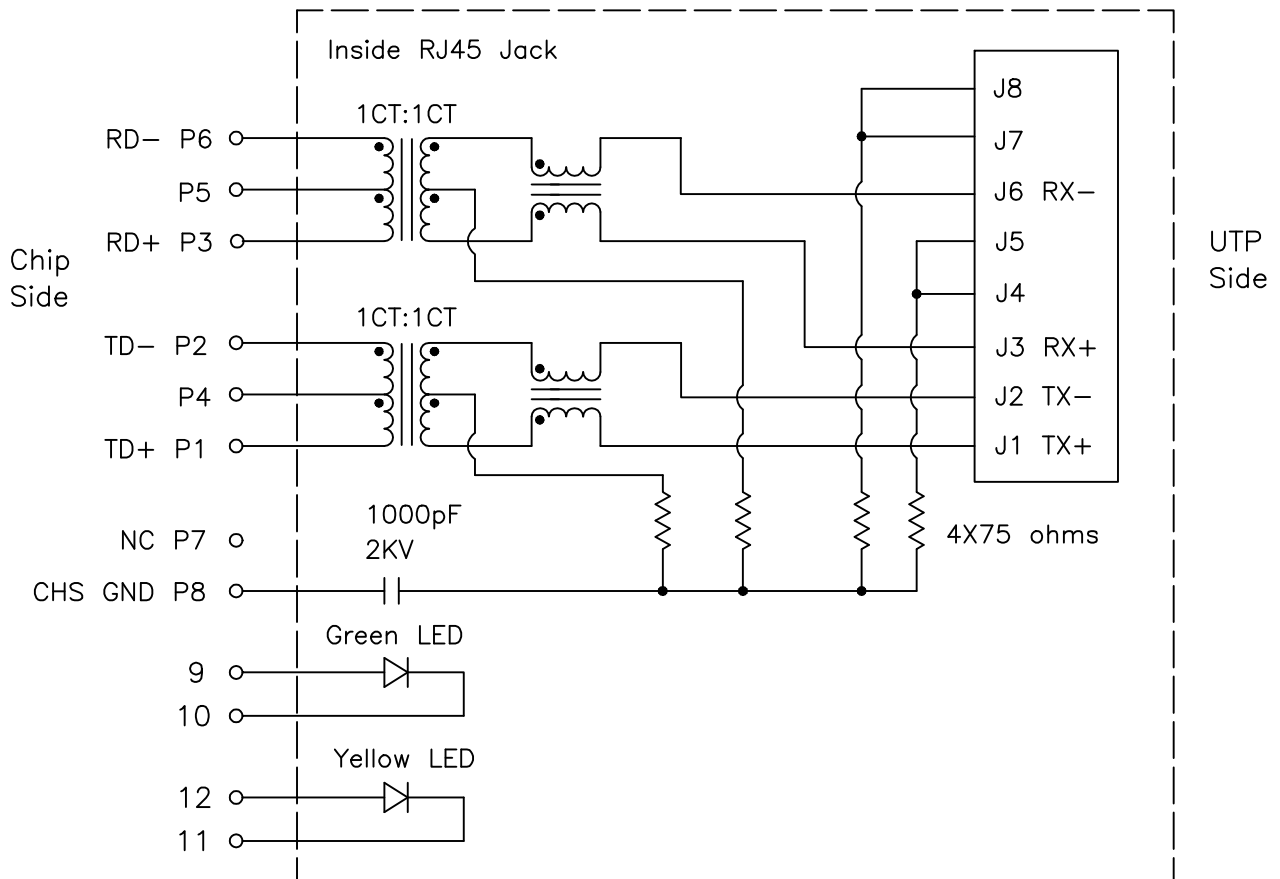 Inside RJ45 Jack
1CT:1CT
RD- P6
P5
RD+ P3
Chip
Side
1CT:1CT
TD- P2
P4
TD+ P1
NC P7
CHS GND P8
1000pF
2KV
J8
J7
J6 RX-
J5
J4
J3 RX+
J2 TX-
J1 TX+
UTP
Side
4X75 ohms
Green LED
9
10
Yellow LED
12
11